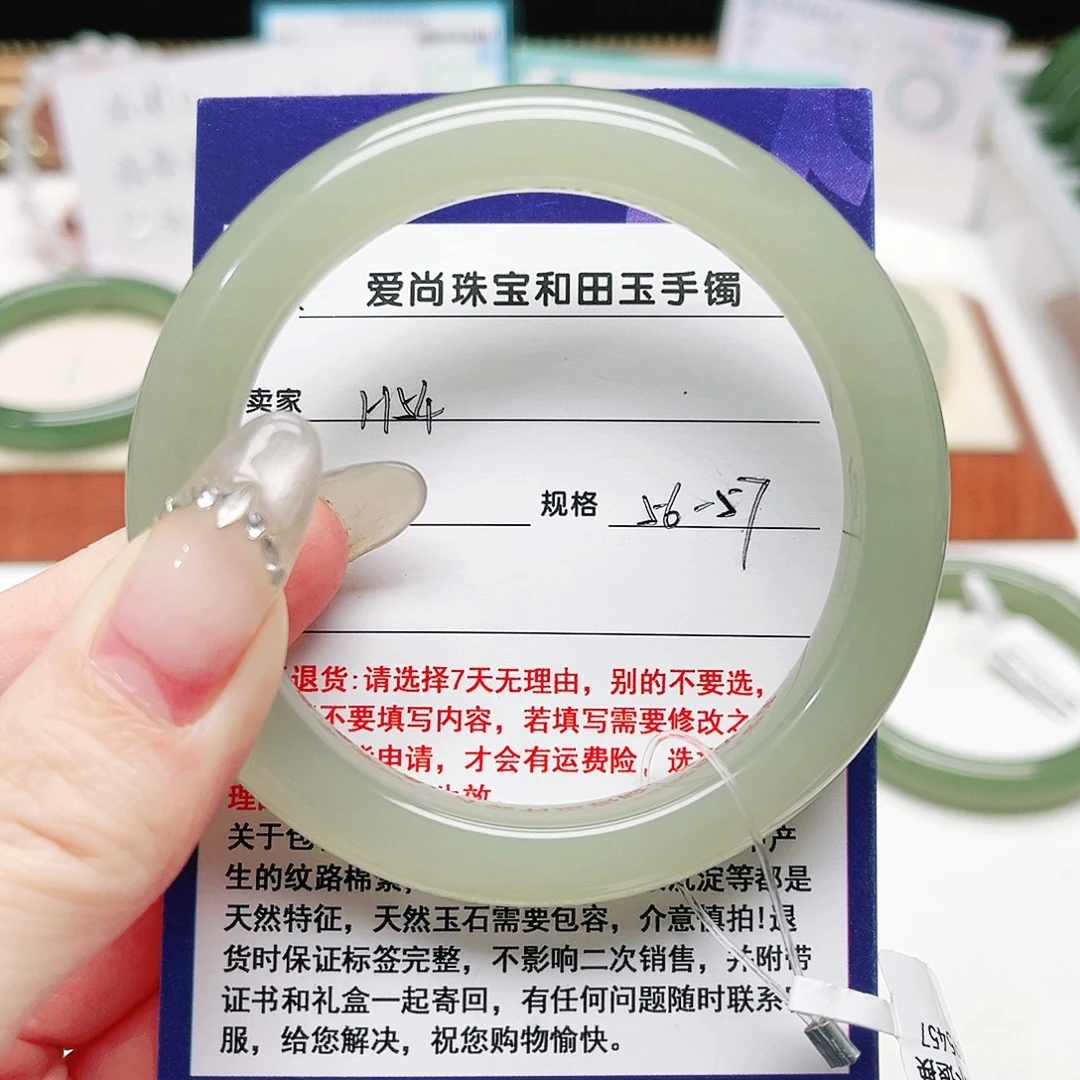 爱尚珠宝和田玉手镯
卖家 H54
规格 56-57
退货:请选择7天无理由，别的不要选，
不要填写内容，若填写需要修改之
申请，才会有运费险，选
理
关于
产
生的纹路棉絮，沉淀等都是
天然特征，天然玉石需要包容，介意慎拍!退
货时保证标签完整，不影响二次销售，并附带
证书和礼盒一起寄回，有任何问题随时联系
服，给您解决，祝您购物愉快。
5457